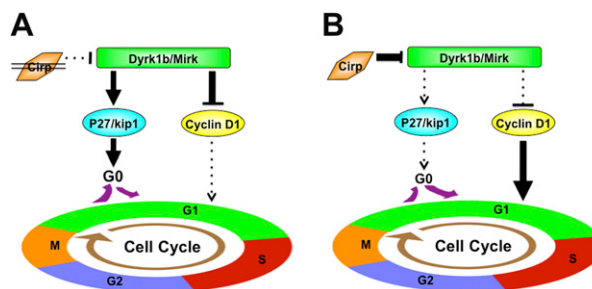 A
Cirp
Dyrk1b/Mirk
P27/kip1
Cyclin D1
G0
G1
M
Cell Cycle
S
G2
B
Cirp
Dyrk1b/Mirk
P27/kip1
Cyclin D1
G0
G1
M
Cell Cycle
S
G2